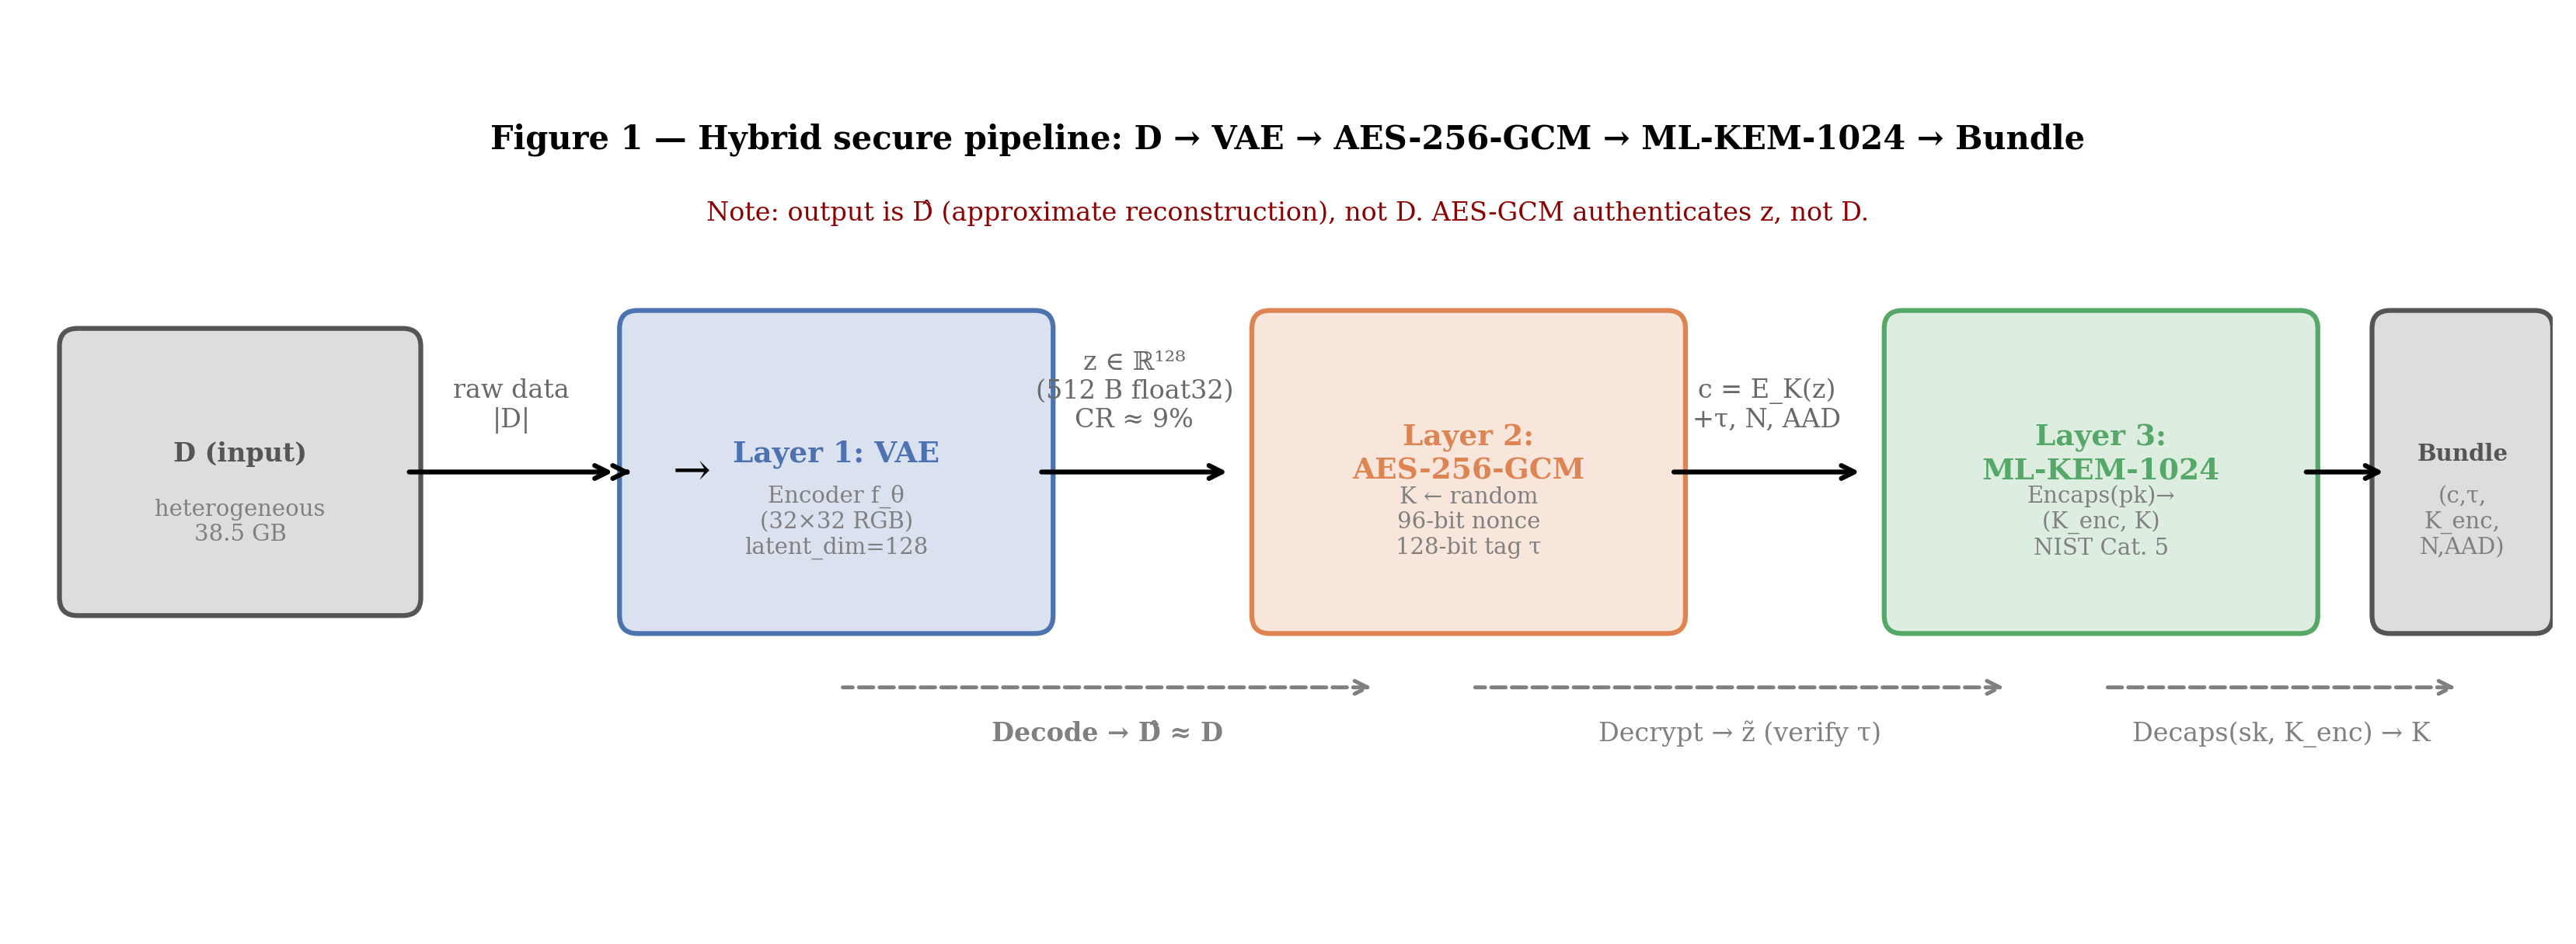 Figure 1 — Hybrid secure pipeline: D → VAE → AES-256-GCM → ML-KEM-1024 → Bundle
Note: output is D̂ (approximate reconstruction), not D. AES-GCM authenticates z, not D.
D (input)
heterogeneous
38.5 GB
raw data
|D|
→
Layer 1: VAE
Encoder f_θ
(32×32 RGB)
latent_dim=128
z ∈ ℝ¹²⁸
(512 B float32)
CR ≈ 9%
Layer 2:
AES-256-GCM
K ← random
96-bit nonce
128-bit tag τ
c = E_K(z)
+τ, N, AAD
Layer 3:
ML-KEM-1024
Encaps(pk)→
(K_enc, K)
NIST Cat. 5
Bundle
(c,τ,
K_enc,
N,AAD)
Decode → D̂ ≈ D
Decrypt → z̃ (verify τ)
Decaps(sk, K_enc) → K